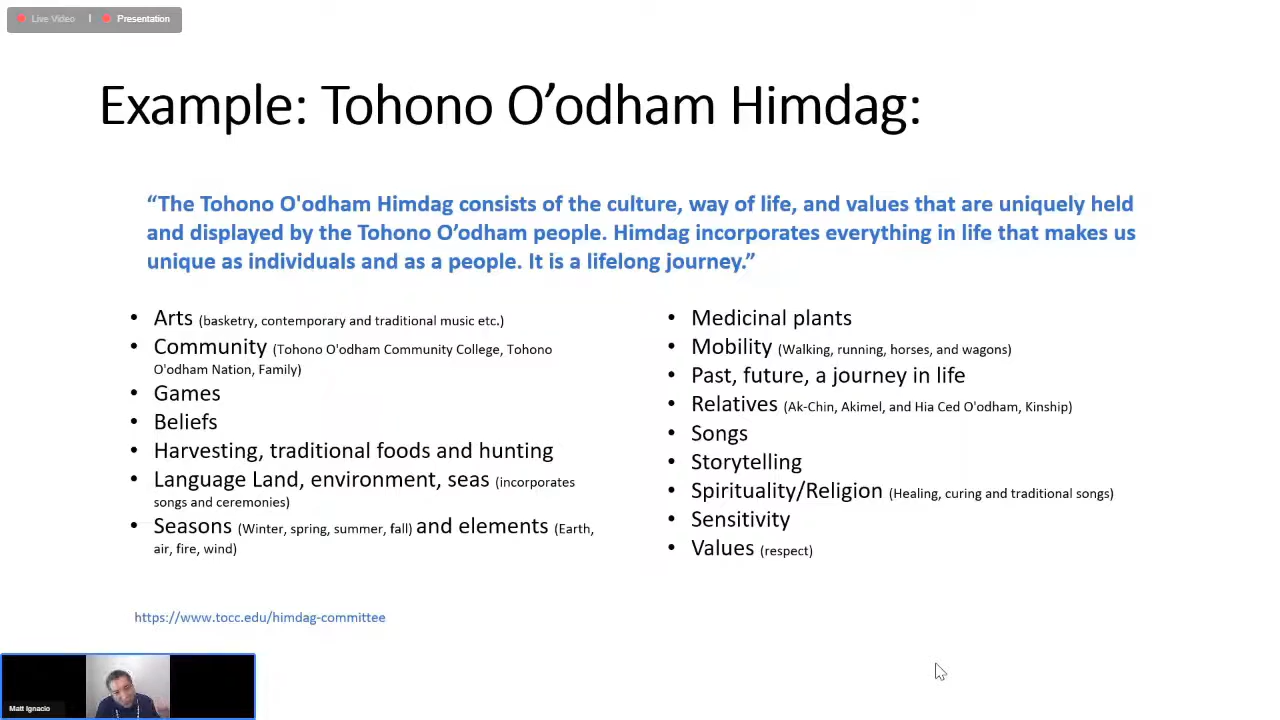 Live Video | Presentation
Example: Tohono O’odham Himdag:
“The Tohono O'odham Himdag consists of the culture, way of life, and values that are uniquely held
and displayed by the Tohono O’odham people. Himdag incorporates everything in life that makes us
unique as individuals and as a people. It is a lifelong journey.”
• Arts (basketry, contemporary and traditional music etc.)
• Community (Tohono O'odham Community College, Tohono
O'odham Nation, Family)
• Games
• Beliefs
• Harvesting, traditional foods and hunting
• Language Land, environment, seas (incorporates
songs and ceremonies)
• Seasons (Winter, spring, summer, fall) and elements (Earth,
air, fire, wind)
• Medicinal plants
• Mobility (Walking, running, horses, and wagons)
• Past, future, a journey in life
• Relatives (Ak-Chin, Akimel, and Hia Ced O'odham, Kinship)
• Songs
• Storytelling
• Spirituality/Religion (Healing, curing and traditional songs)
• Sensitivity
• Values (respect)
https://www.tocc.edu/himdag-committee
Matt Ignacio